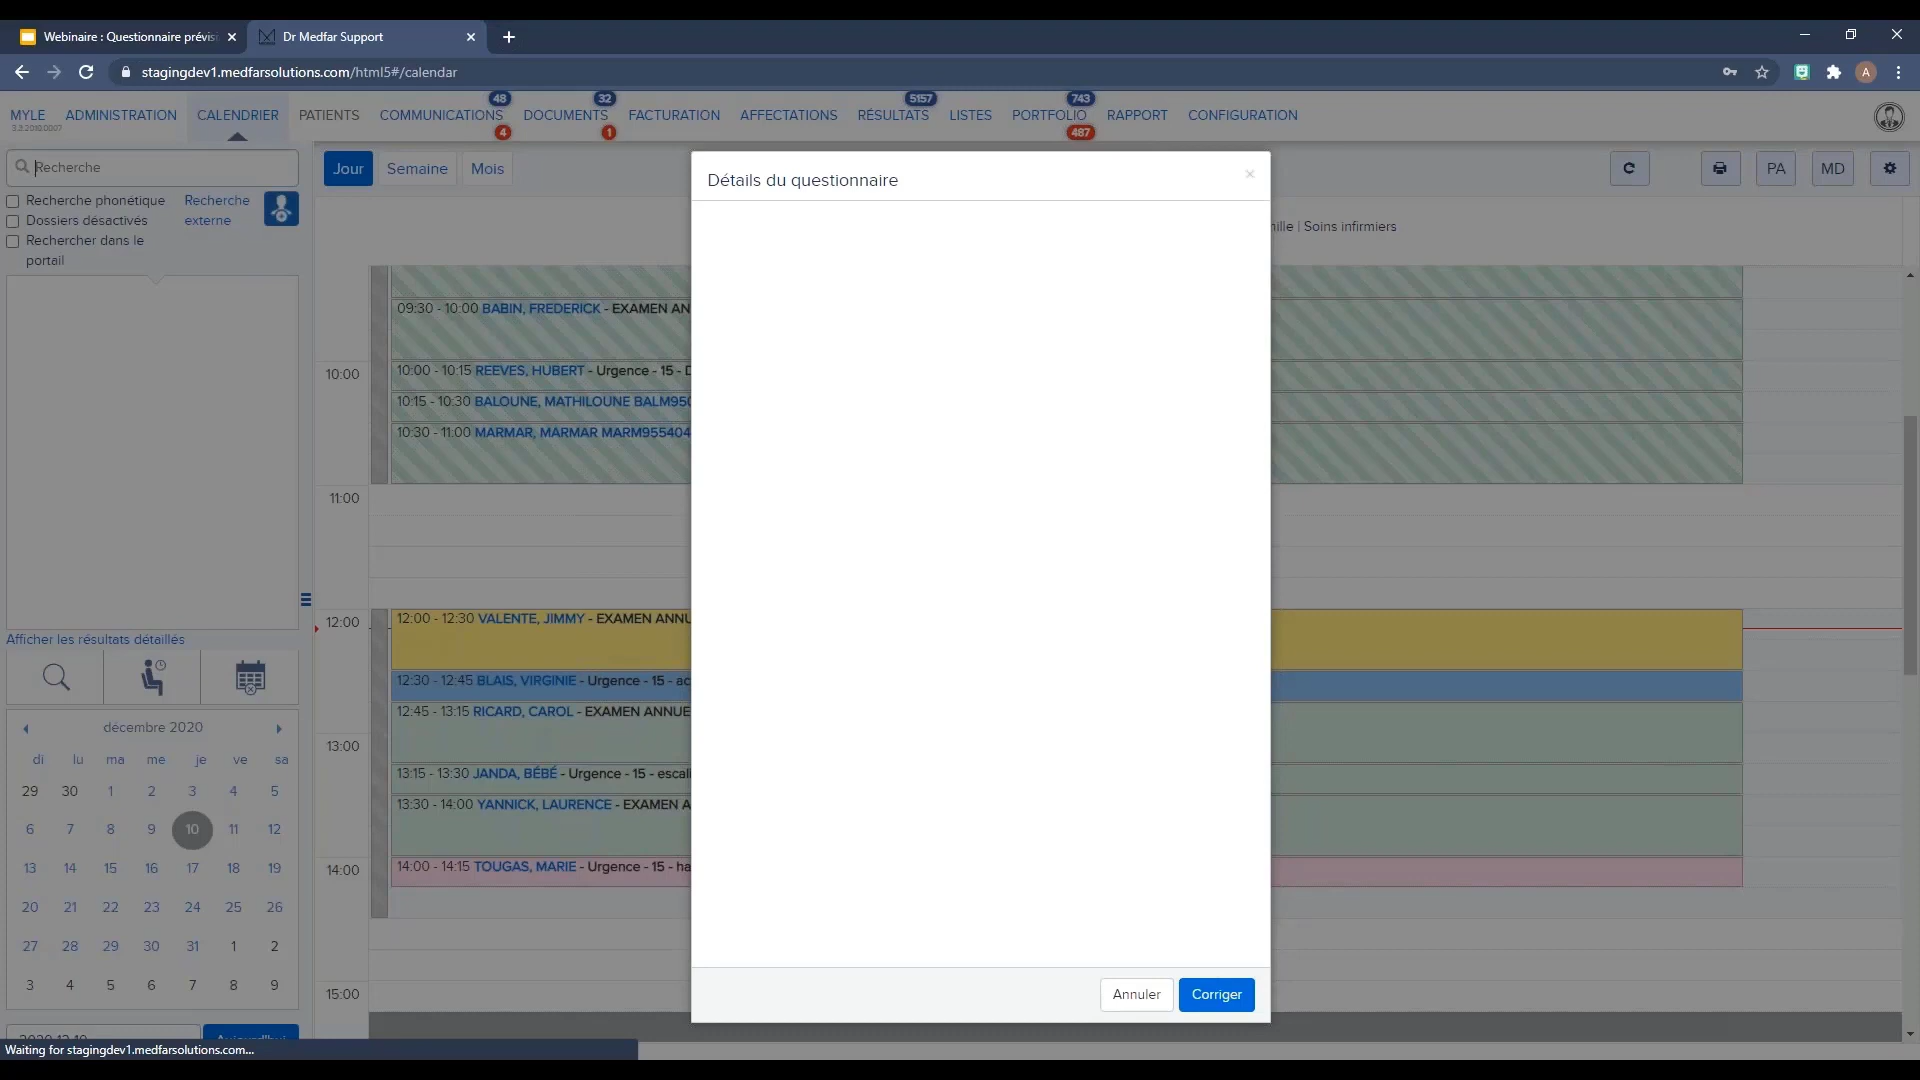 Webinaire : Questionnaire prévis
Dr Medfar Support
stagingdev1.medfarsolutions.com/html5#/calendar
A
48 32 5157 743
MYLE ADMINISTRATION CALENDRIER PATIENTS COMMUNICATIONS DOCUMENTS FACTURATION AFFECTATIONS RÉSULTATS LISTES PORTFOLIO RAPPORT CONFIGURATION
4 1 487
Recherche
Jour Semaine Mois
PA MD
Détails du questionnaire
Recherche phonétique
Dossiers désactivés
Rechercher dans le
portail
Recherche
externe
ille | Soins infirmiers
09:30 - 10:00 BABIN, FREDERICK - EXAMEN AN
10:00
10:00 - 10:15 REEVES, HUBERT - Urgence - 15 - D
10:15 - 10:30 BALOUNE, MATHILOUNE BALM950
10:30 - 11:00 MARMAR, MARMAR MARM955404
11:00
12:00
12:00 - 12:30 VALENTE, JIMMY - EXAMEN ANNU
12:30 - 12:45 BLAIS, VIRGINIE - Urgence - 15 - ac
12:45 - 13:15 RICARD, CAROL - EXAMEN ANNUE
13:00
13:15 - 13:30 JANDA, BÉBÉ - Urgence - 15 - escali
13:30 - 14:00 YANNICK, LAURENCE - EXAMEN A
14:00
14:00 - 14:15 TOUGAS, MARIE - Urgence - 15 - ha
15:00
Afficher les résultats détaillés
décembre 2020
di lu ma me je ve sa
29 30 1 2 3 4 5
6 7 8 9 10 11 12
13 14 15 16 17 18 19
20 21 22 23 24 25 26
27 28 29 30 31 1 2
3 4 5 6 7 8 9
Annuler Corriger
Waiting for stagingdev1.medfarsolutions.com...